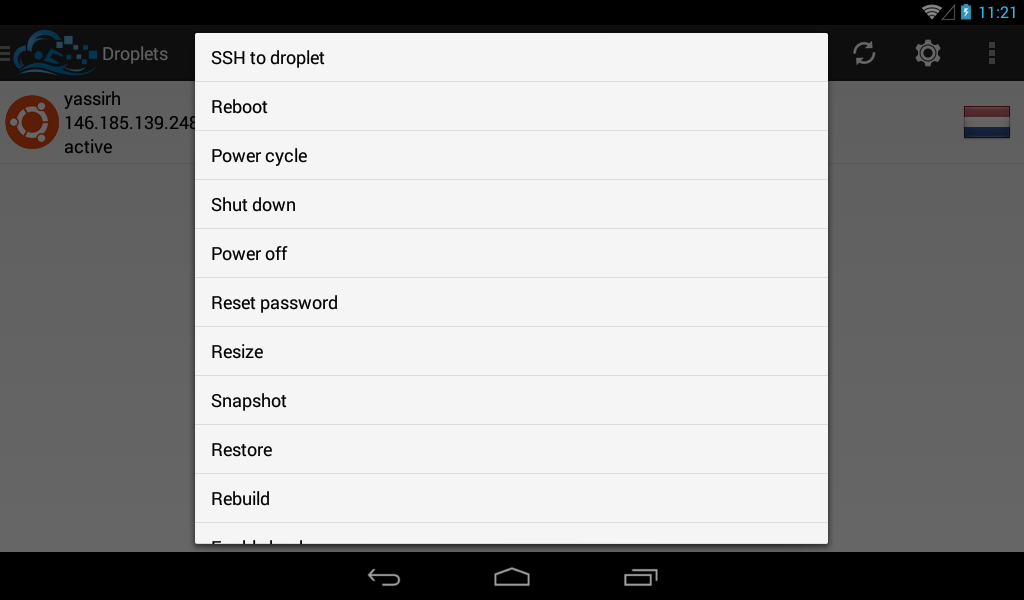 11:21
Droplets
yassirh
146.185.139.248
active
SSH to droplet
Reboot
Power cycle
Shut down
Power off
Reset password
Resize
Snapshot
Restore
Rebuild